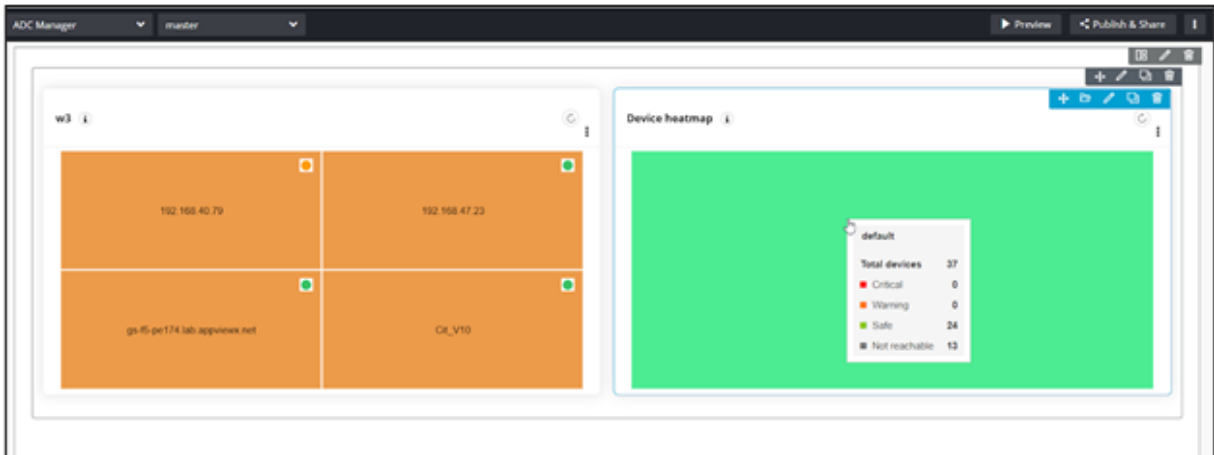 ADC Manager master Preview Publish & Share
w3 i
Device heatmap i
192.168.40.79
192.168.47.23
gs-f5-pe174.lab.appviewx.net
Cit_V10
default
Total devices 37
Critical 0
Warning 0
Safe 24
Not reachable 13